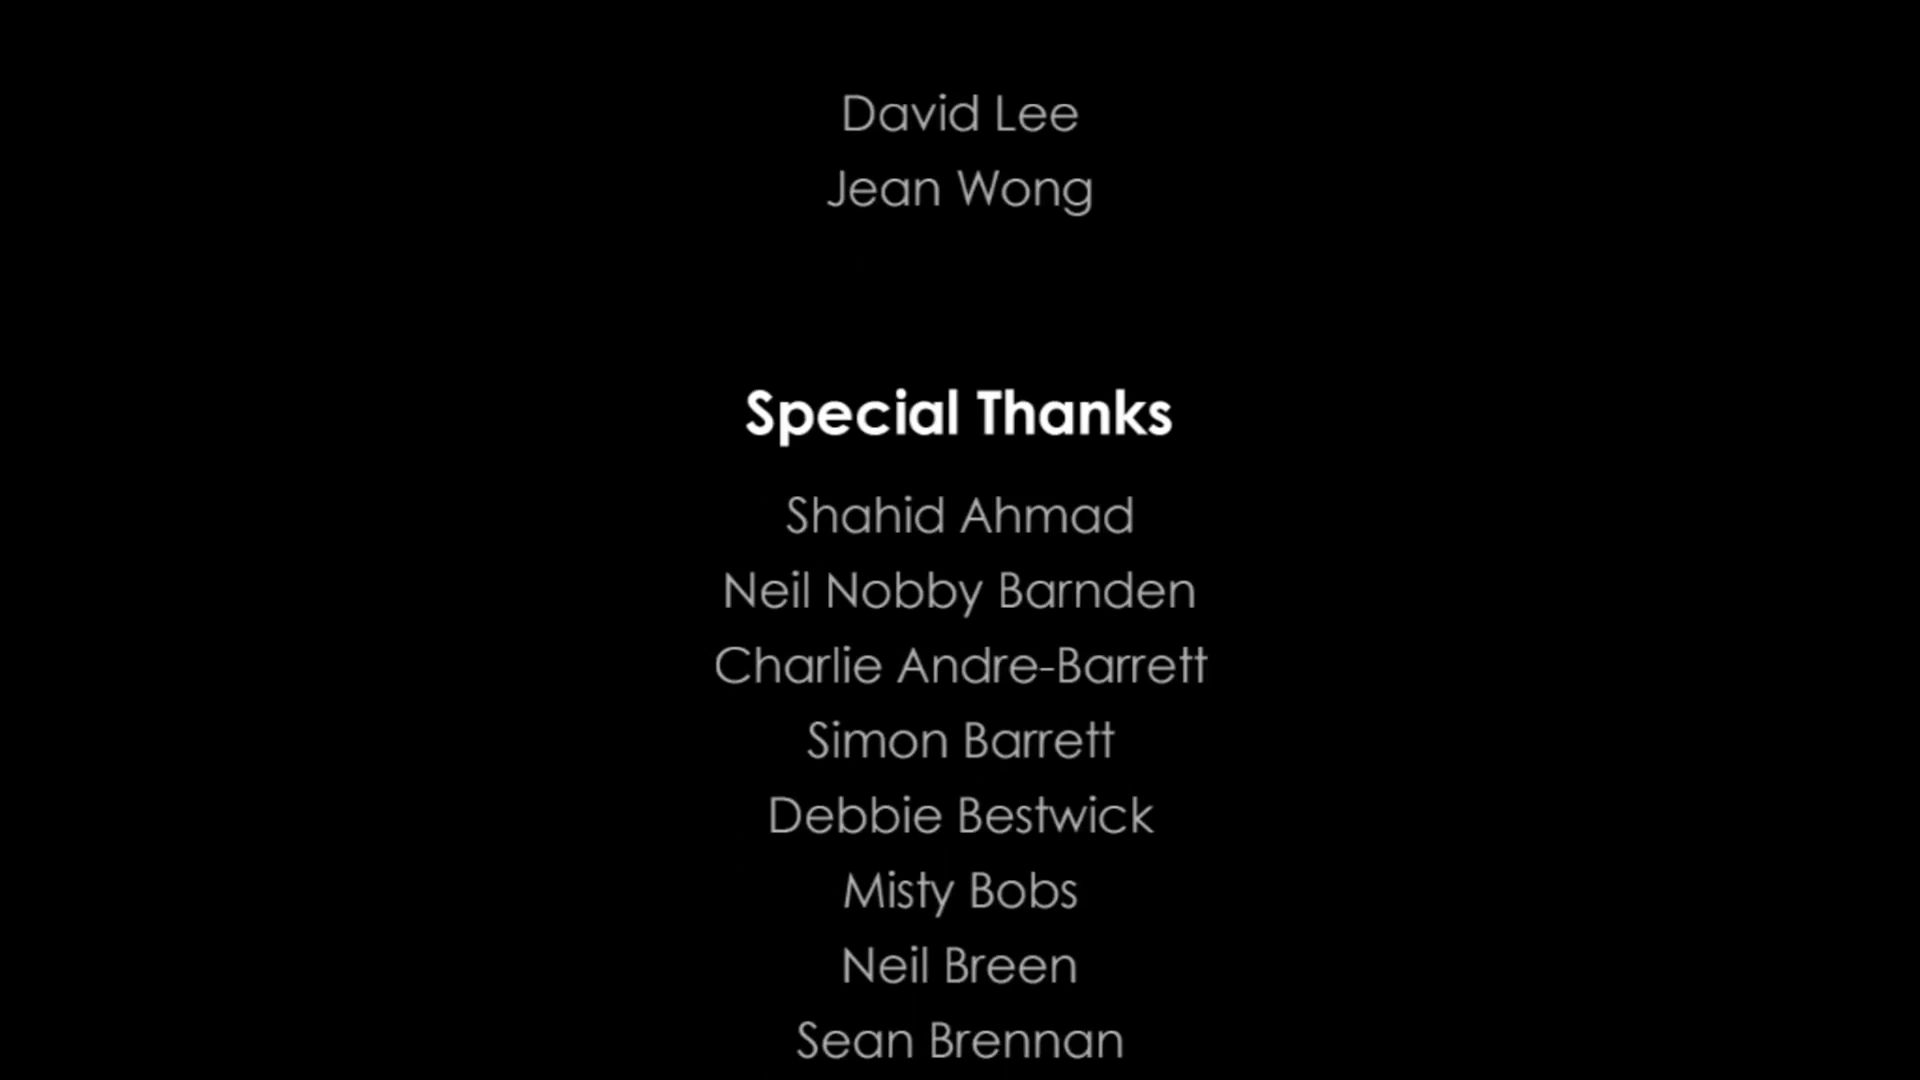 David Lee
Jean Wong
Special Thanks
Shahid Ahmad
Neil Nobby Barnden
Charlie Andre-Barrett
Simon Barrett
Debbie Bestwick
Misty Bobs
Neil Breen
Sean Brennan